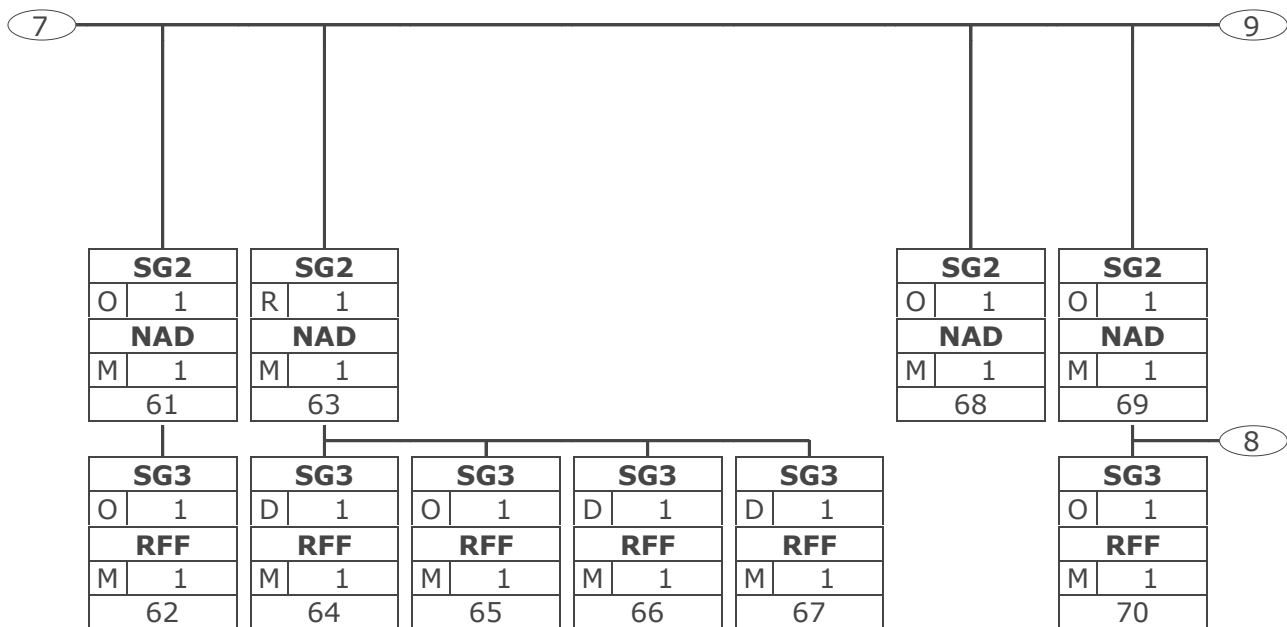 7 9
SG2 SG2 SG2 SG2
O 1 R 1 O 1 O 1
NAD NAD NAD NAD
M 1 M 1 M 1 M 1
61 63 68 69
8
SG3 SG3 SG3 SG3 SG3 SG3
O 1 D 1 O 1 D 1 D 1 O 1
RFF RFF RFF RFF RFF RFF
M 1 M 1 M 1 M 1 M 1 M 1
62 64 65 66 67 70